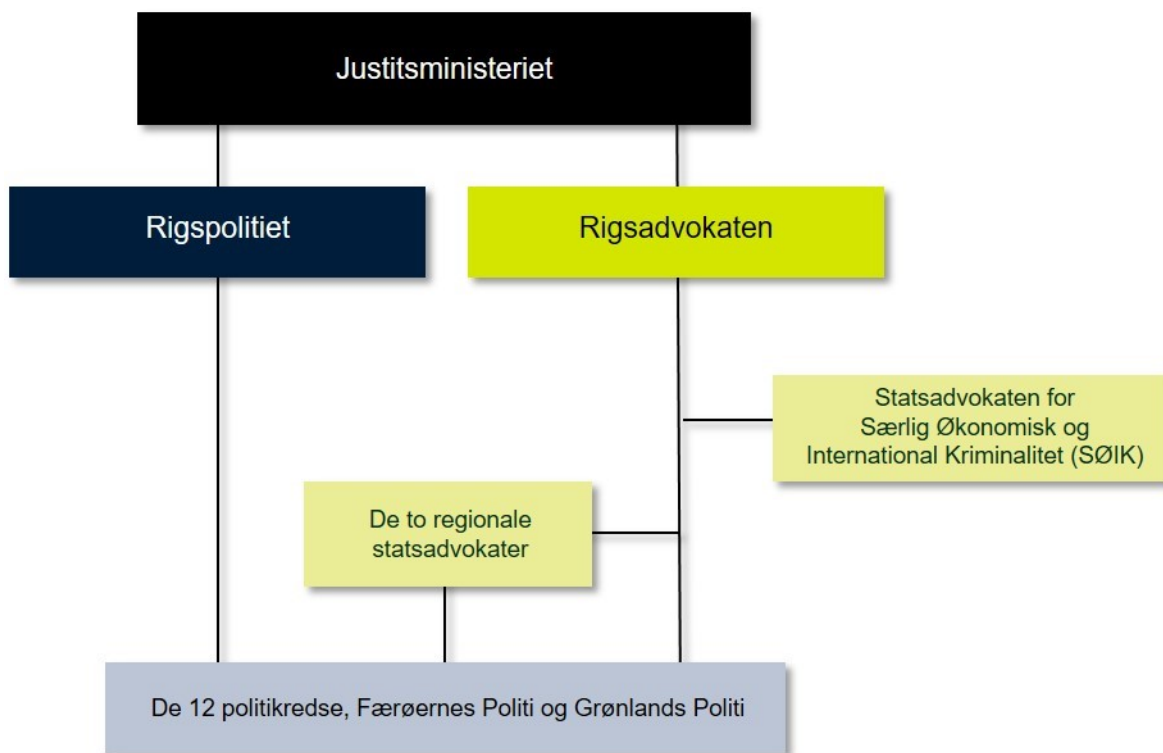 Justitsministeriet
Rigspolitiet
Rigsadvokaten
Statsadvokaten for
Særlig Økonomisk og
International Kriminalitet (SØIK)
De to regionale
statsadvokater
De 12 politikredse, Færøernes Politi og Grønlands Politi